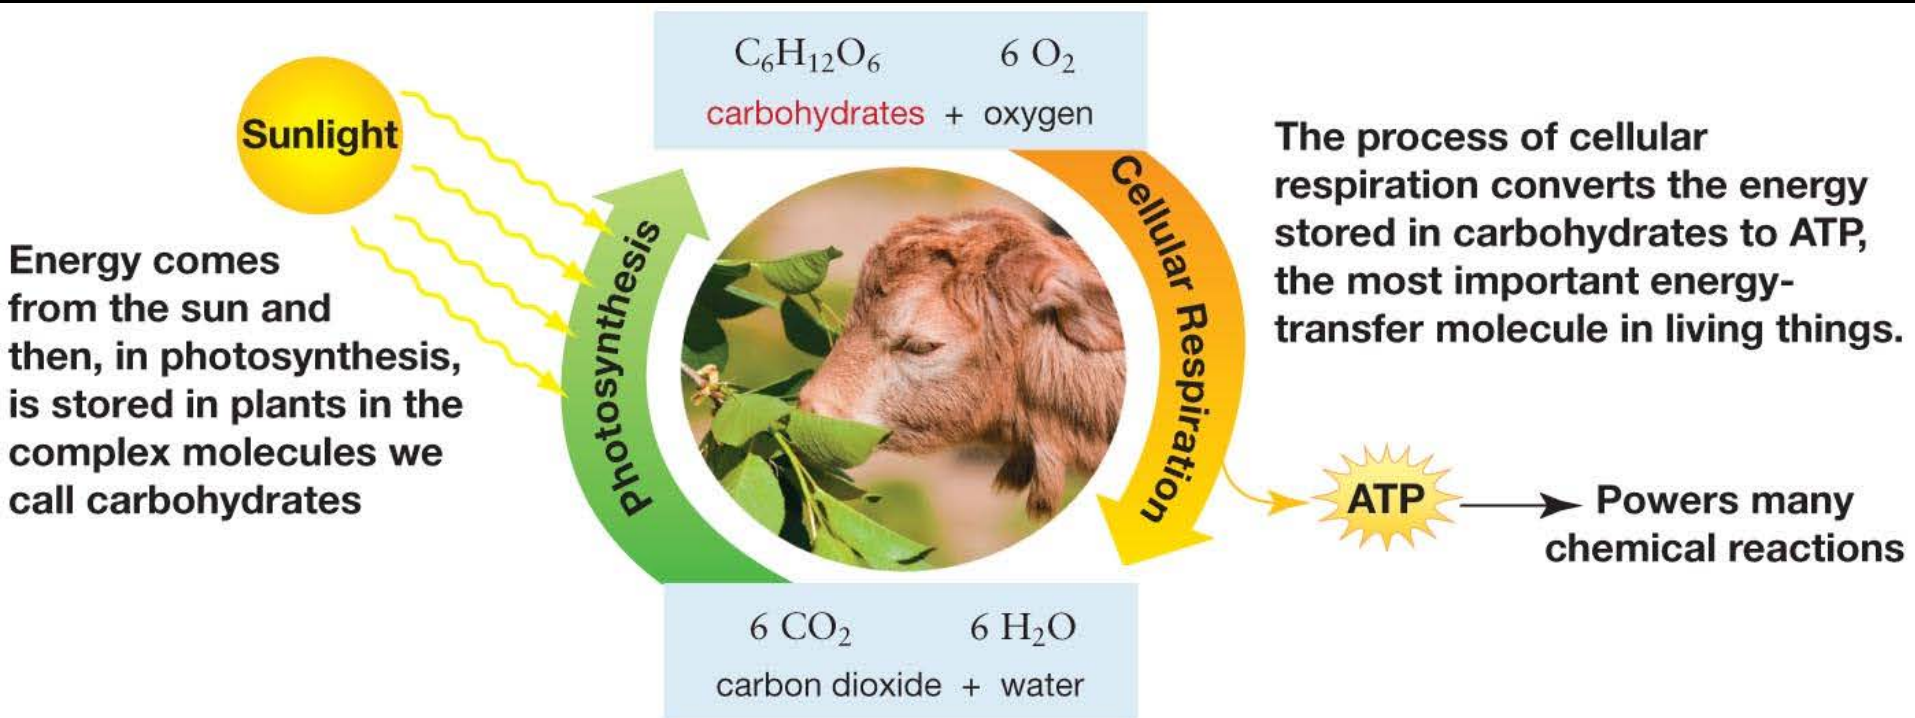 C₆H₁₂O₆ 6 O₂
carbohydrates + oxygen
Sunlight
Energy comes
from the sun and
then, in photosynthesis,
is stored in plants in the
complex molecules we
call carbohydrates
Photosynthesis
Cellular Respiration
The process of cellular
respiration converts the energy
stored in carbohydrates to ATP,
the most important energy-
transfer molecule in living things.
ATP
Powers many
chemical reactions
6 CO₂ 6 H₂O
carbon dioxide + water